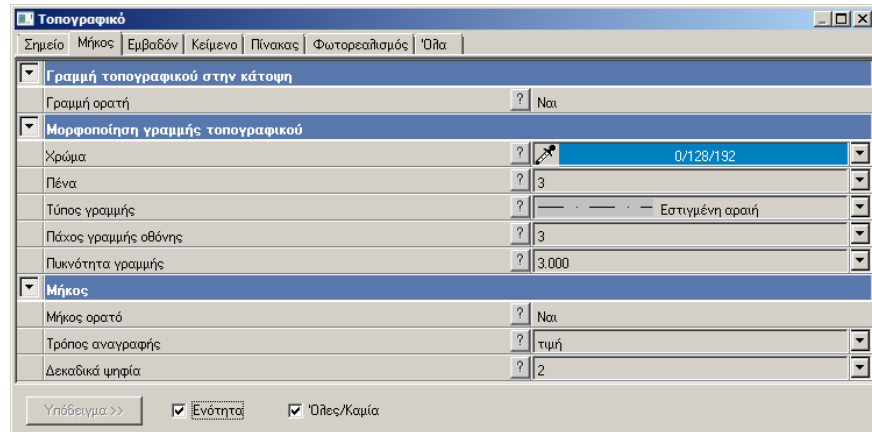 Τοπογραφικό
Σημείο Μήκος Εμβαδόν Κείμενο Πίνακας Φωτορεαλισμός Όλα
Γραμμή τοπογραφικού στην κάτοψη
Γραμμή ορατή ? Ναι
Μορφοποίηση γραμμής τοπογραφικού
Χρώμα ? 0/128/192
Πένα ? 3
Τύπος γραμμής ? Εστιγμένη αραιή
Πάχος γραμμής οθόνης ? 3
Πυκνότητα γραμμής ? 3.000
Μήκος
Μήκος ορατό ? Ναι
Τρόπος αναγραφής ? τιμή
Δεκαδικά ψηφία ? 2
Υπόδειγμα >> Ενότητα Όλες/Καμία